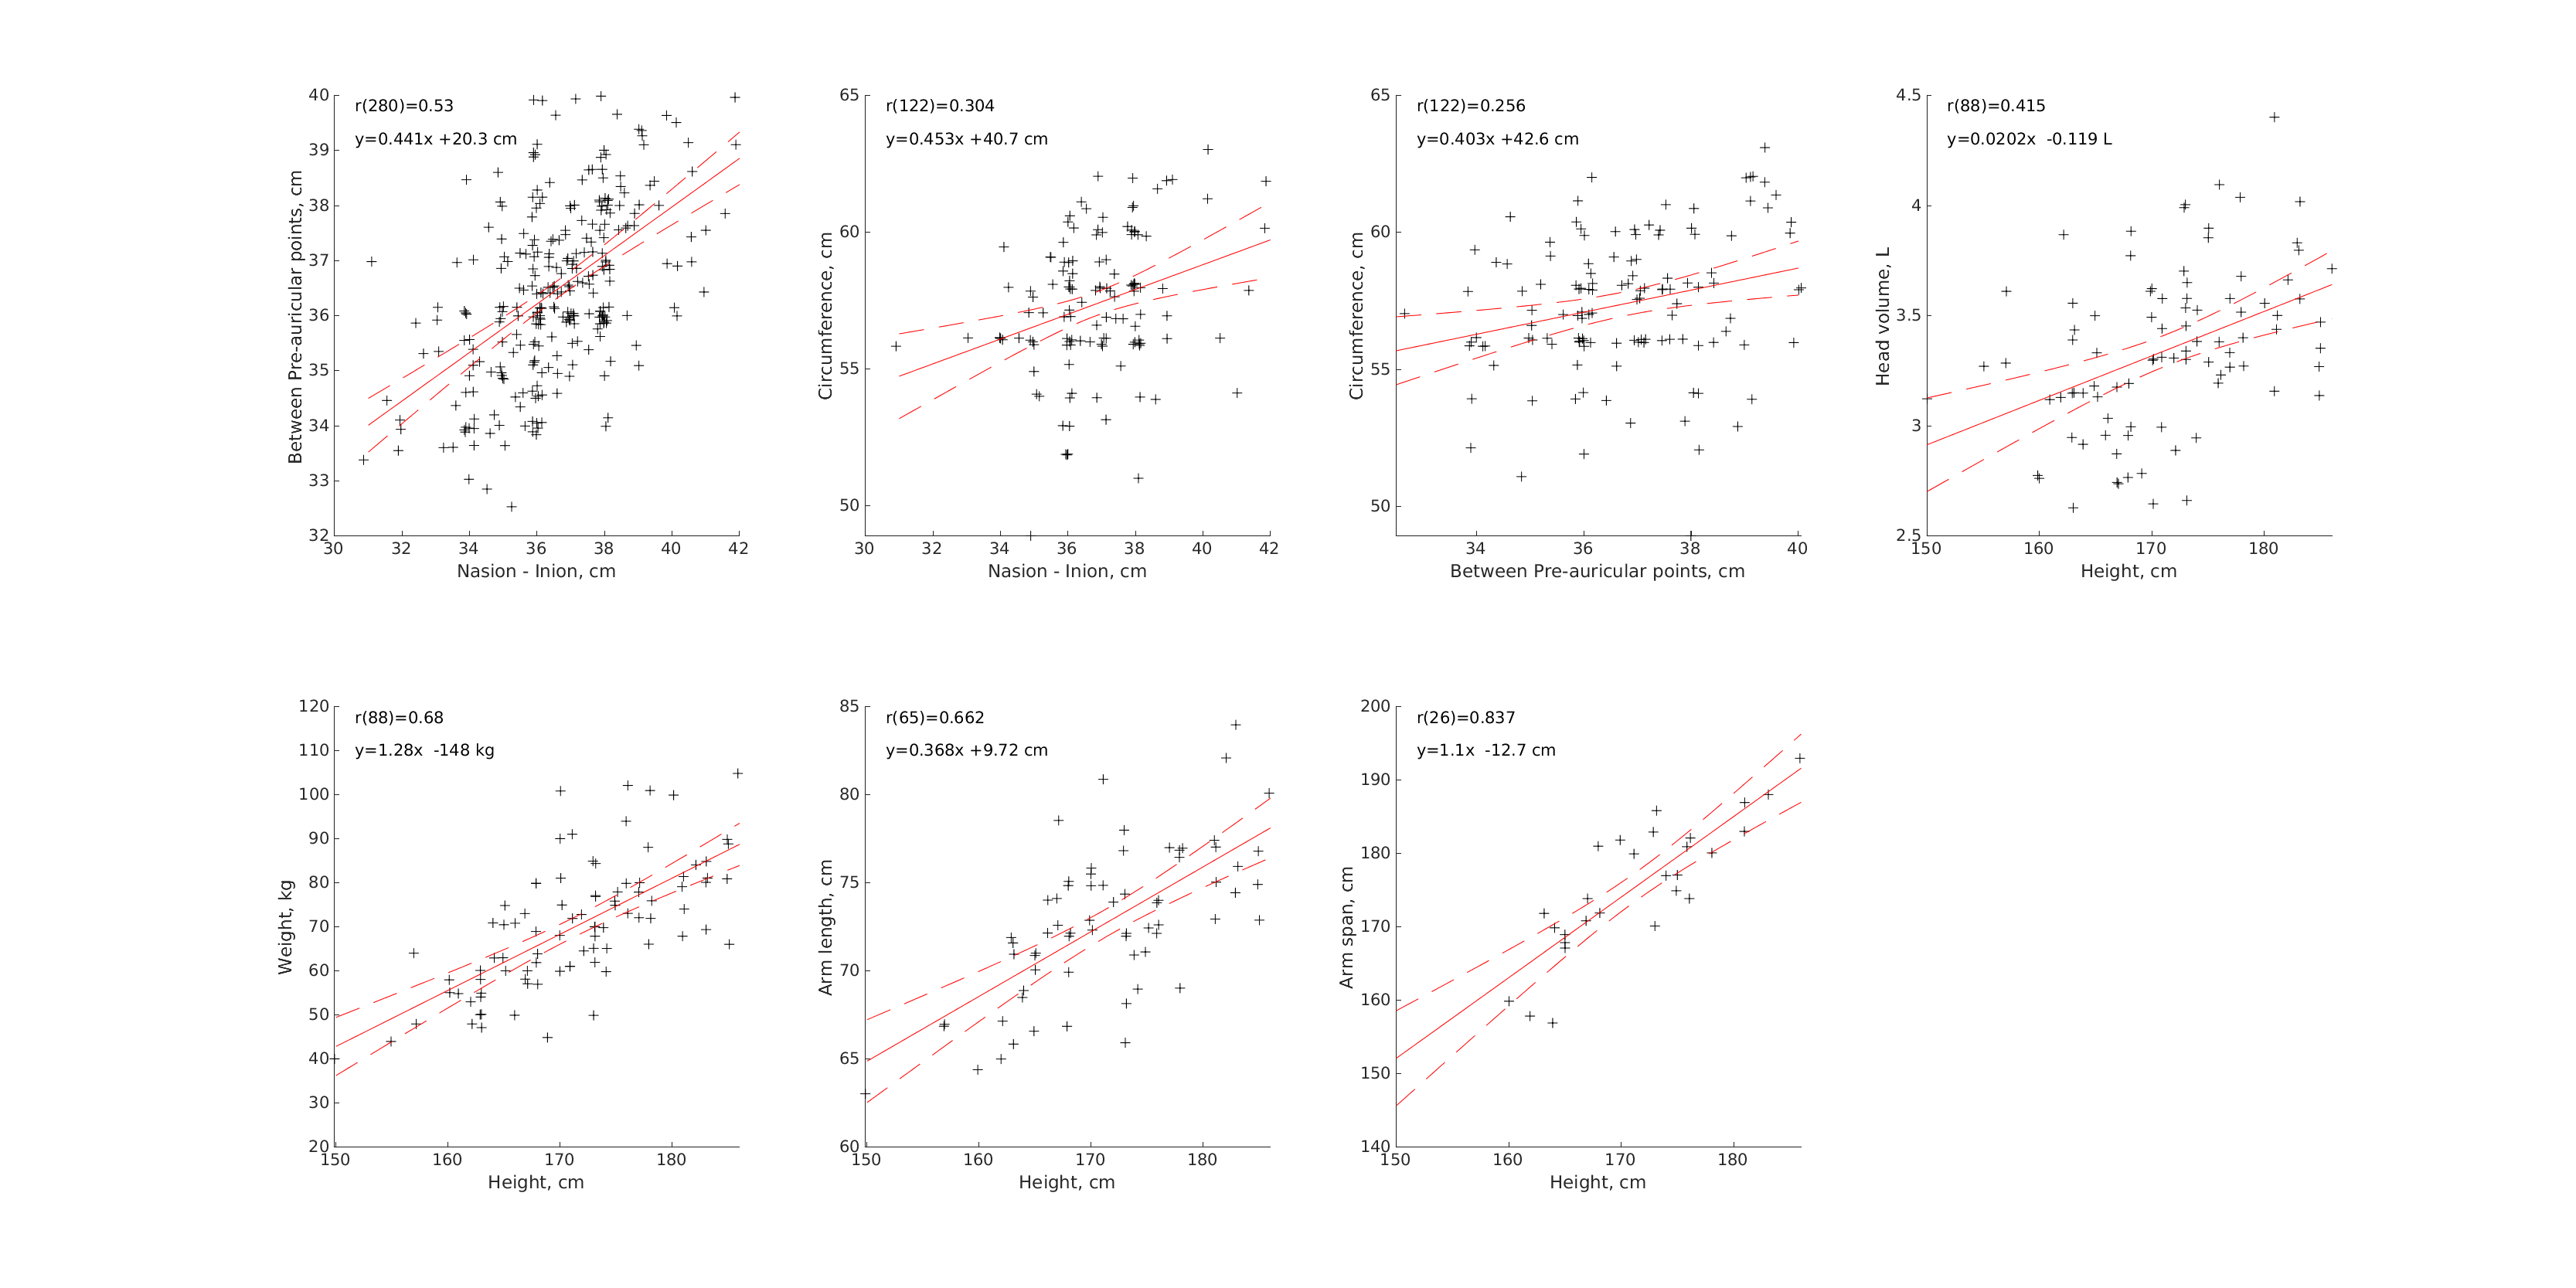 r(280)=0.53
y=0.441x +20.3 cm
40
39
38
37
36
35
34
33
32
30 32 34 36 38 40 42
Between Pre-auricular points, cm
Nasion - Inion, cm
r(122)=0.304
y=0.453x +40.7 cm
65
60
55
50
30 32 34 36 38 40 42
Circumference, cm
Nasion - Inion, cm
r(122)=0.256
y=0.403x +42.6 cm
65
60
55
50
34 36 38 40
Circumference, cm
Between Pre-auricular points, cm
r(88)=0.415
y=0.0202x -0.119 L
4.5
4
3.5
3
2.5
150 160 170 180
Head volume, L
Height, cm
r(88)=0.68
y=1.28x -148 kg
120
110
100
90
80
70
60
50
40
30
20
150 160 170 180
Weight, kg
Height, cm
r(65)=0.662
y=0.368x +9.72 cm
85
80
75
70
65
60
150 160 170 180
Arm length, cm
Height, cm
r(26)=0.837
y=1.1x -12.7 cm
200
190
180
170
160
150
140
150 160 170 180
Arm span, cm
Height, cm